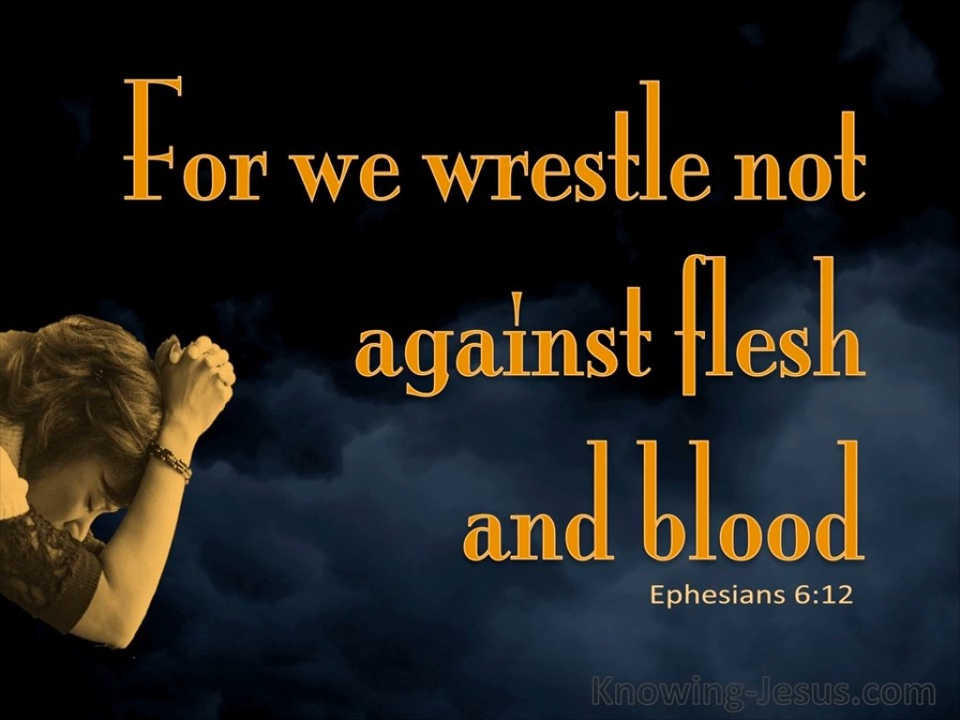 For we wrestle not
against flesh
and blood
Ephesians 6:12
Knowing-Jesus.com